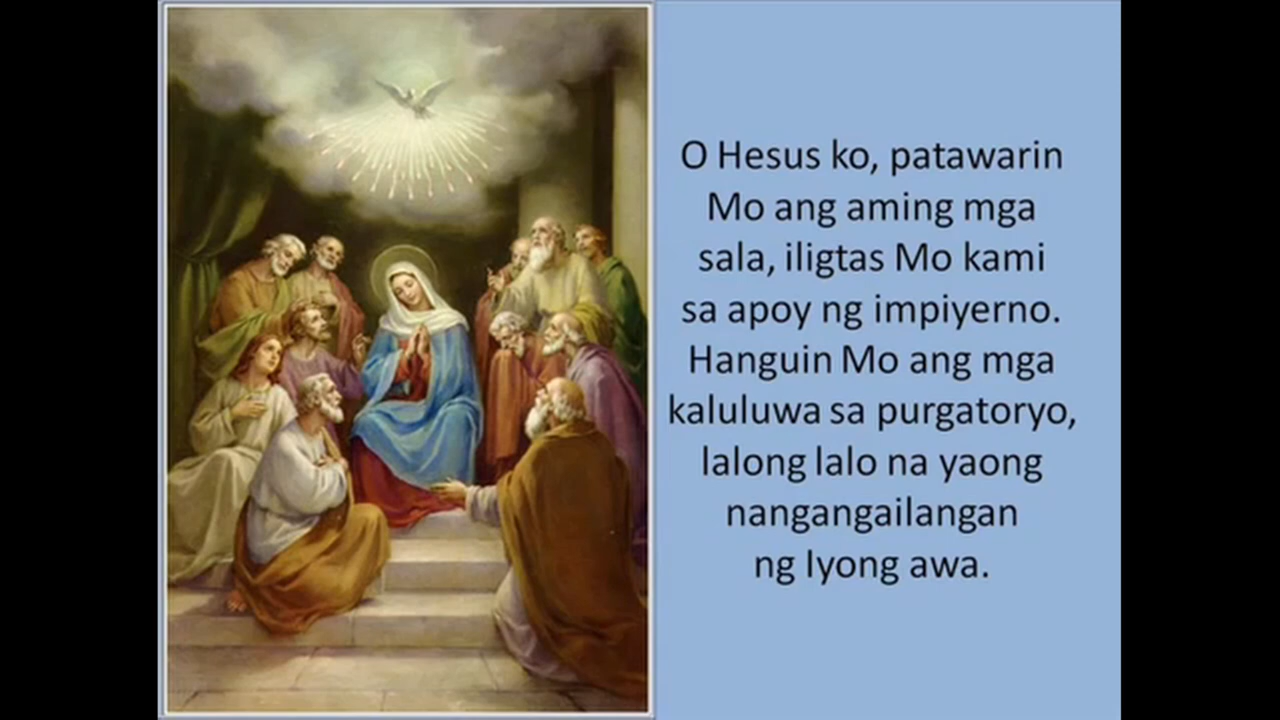 O Hesus ko, patawarin
Mo ang aming mga
sala, iligtas Mo kami
sa apoy ng impiyerno.
Hanguin Mo ang mga
kaluluwa sa purgatoryo,
lalong lalo na yaong
nangangailangan
ng Iyong awa.